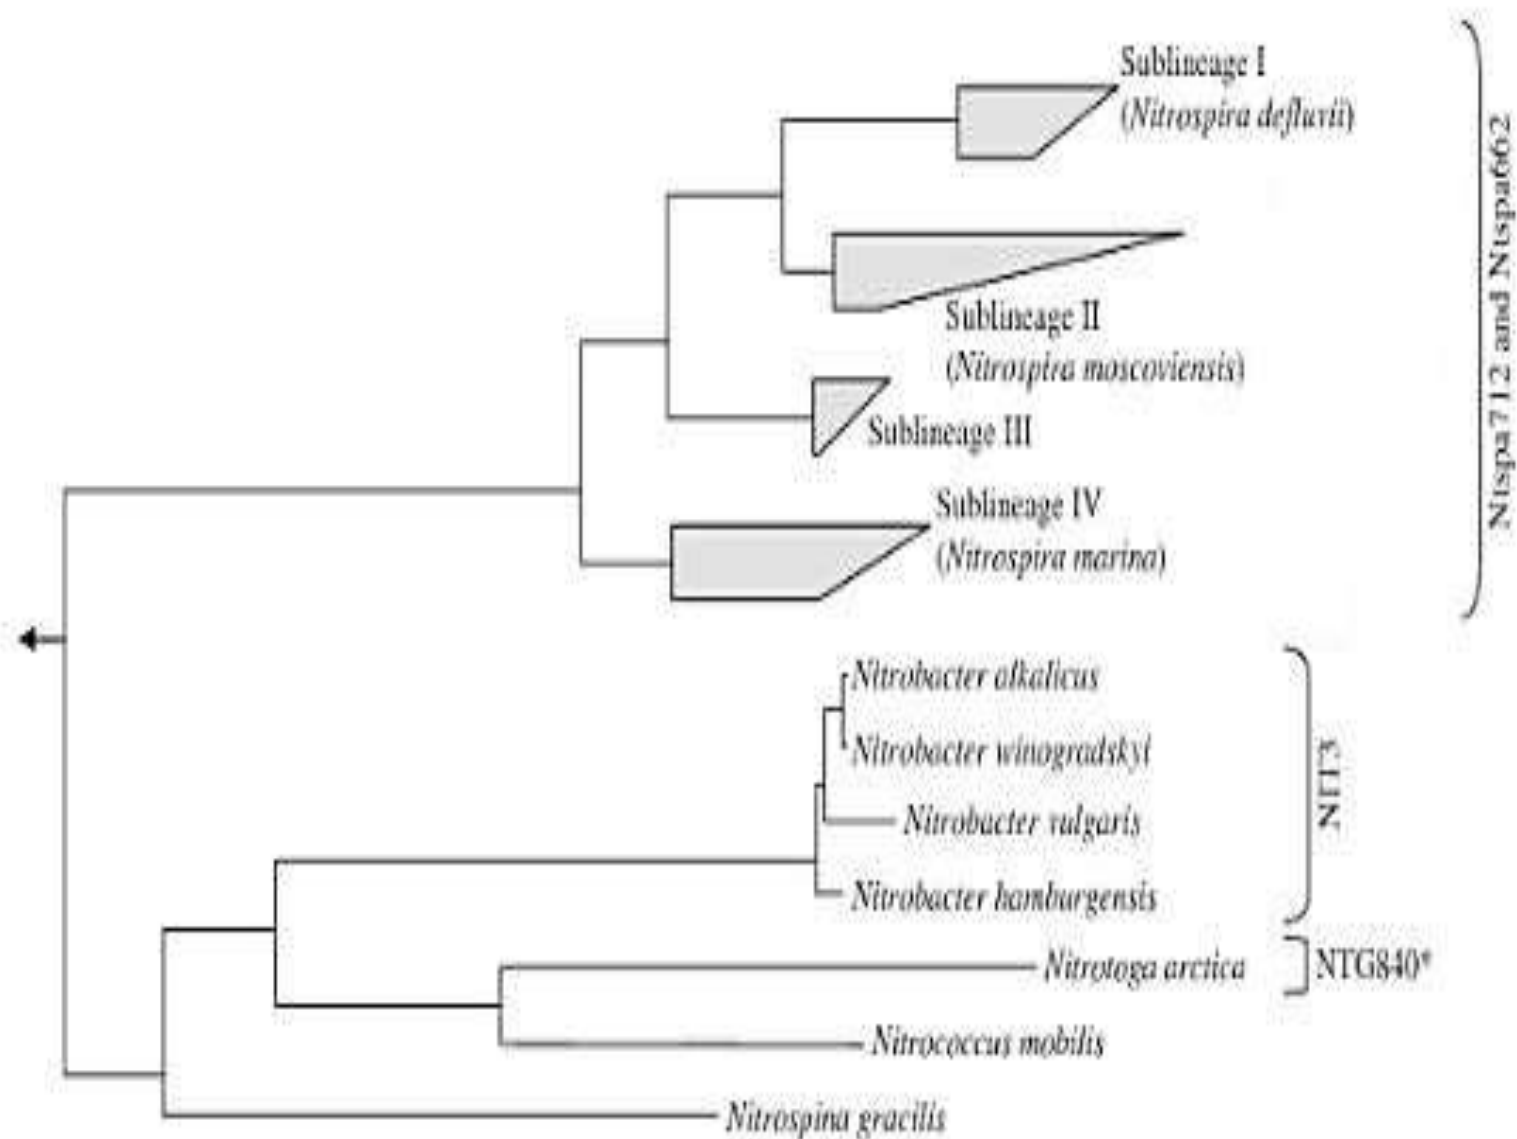 Sublineage I
(Nitrospira defluvii)
Sublineage II
(Nitrospira moscoviensis)
Sublineage III
Sublineage IV
(Nitrospira marina)
Ntspa712 and Ntspa662
Nitrobacter alkalicus
Nitrobacter winogradskyi
Nitrobacter vulgaris
Nitrobacter hamburgensis
NIT3
Nitrotoga arctica
NTG840*
Nitrococcus mobilis
Nitrospina gracilis